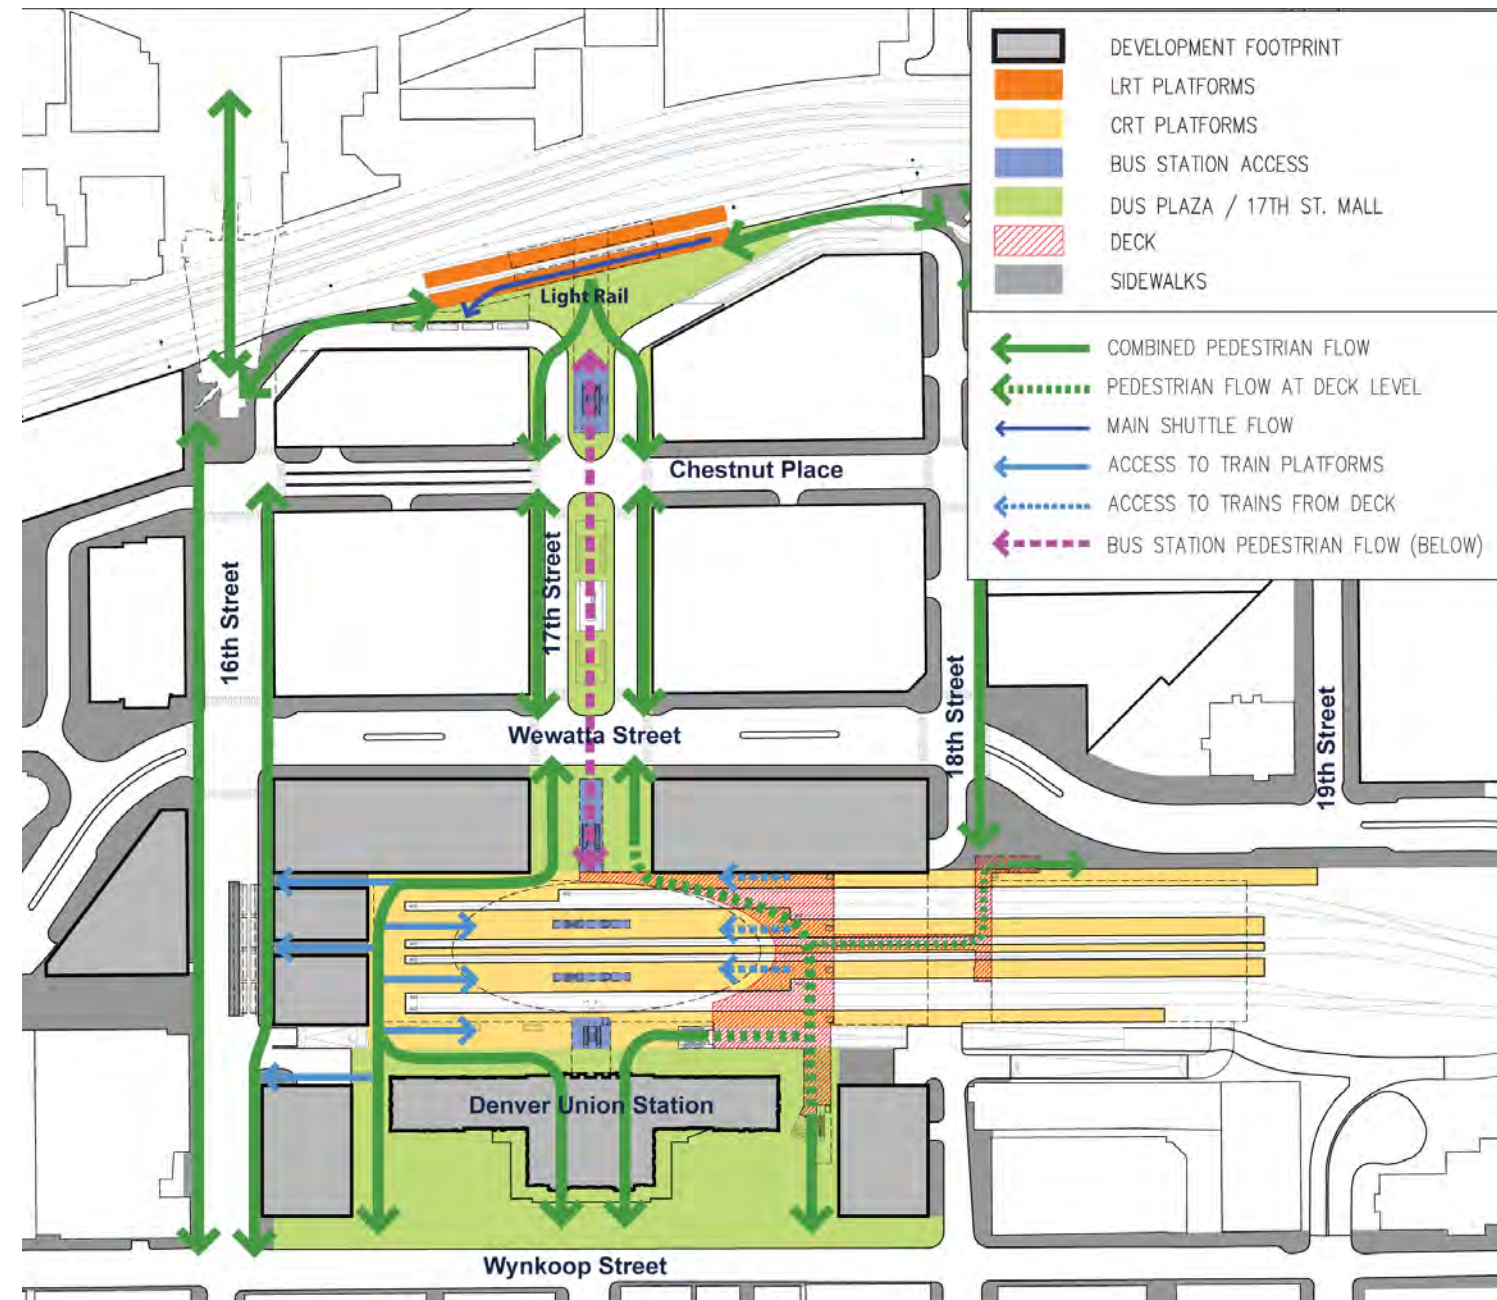 DEVELOPMENT FOOTPRINT
LRT PLATFORMS
CRT PLATFORMS
BUS STATION ACCESS
DUS PLAZA / 17TH ST. MALL
DECK
SIDEWALKS
COMBINED PEDESTRIAN FLOW
PEDESTRIAN FLOW AT DECK LEVEL
MAIN SHUTTLE FLOW
ACCESS TO TRAIN PLATFORMS
ACCESS TO TRAINS FROM DECK
BUS STATION PEDESTRIAN FLOW (BELOW)
Light Rail
Chestnut Place
16th Street
17th Street
18th Street
19th Street
Wewatta Street
Denver Union Station
Wynkoop Street